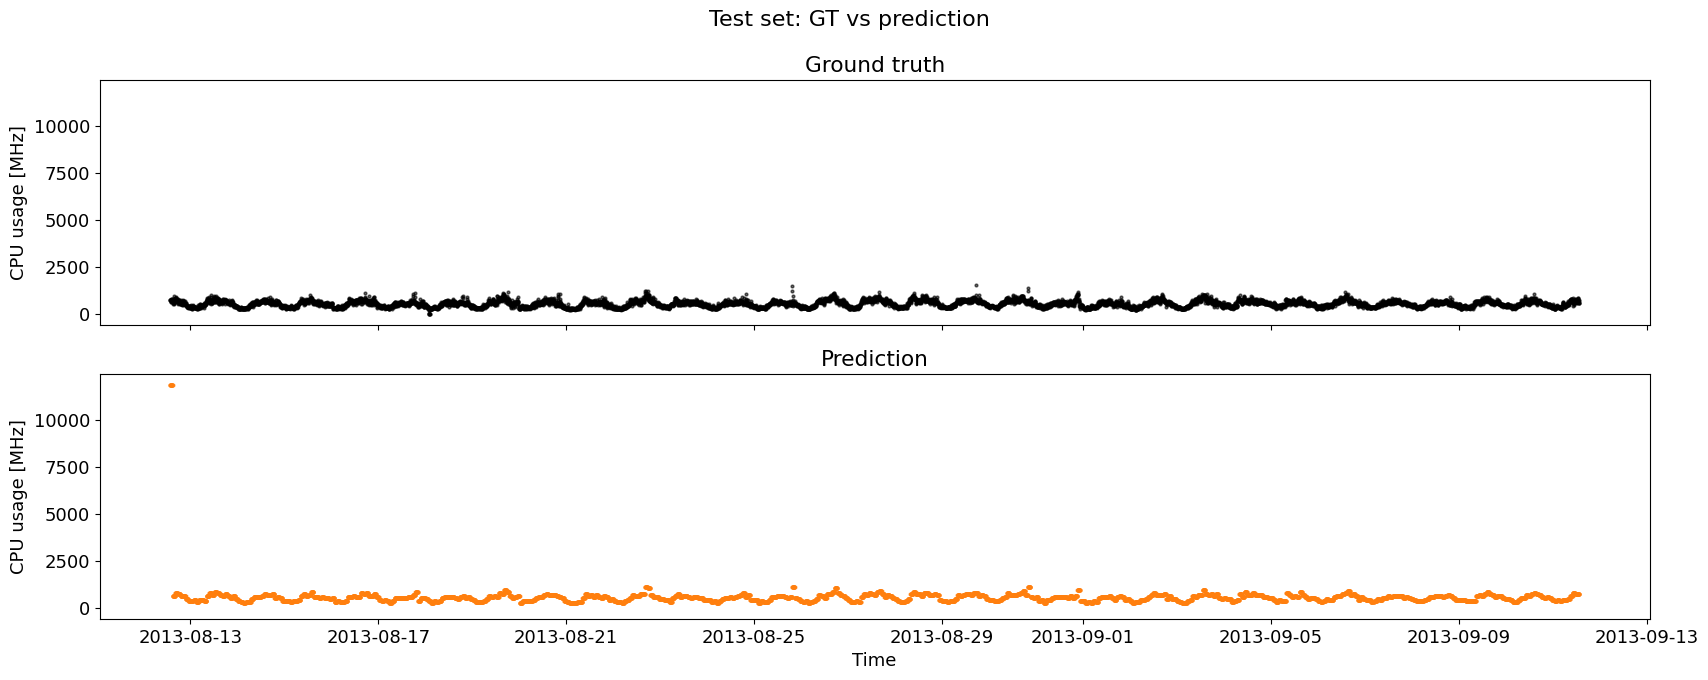 Test set: GT vs prediction
Ground truth
CPU usage [MHz]
10000
7500
5000
2500
0
Prediction
CPU usage [MHz]
10000
7500
5000
2500
0
2013-08-13 2013-08-17 2013-08-21 2013-08-25 2013-08-29 2013-09-01 2013-09-05 2013-09-09 2013-09-13
Time